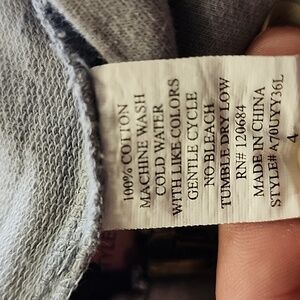 100% COTTON
MACHINE WASH
COLD WATER
WITH LIKE COLORS
GENTLE CYCLE
NO BLEACH
TUMBLE DRY LOW
RN# 120684
MADE IN CHINA
STYLE# A70UYY36L
4